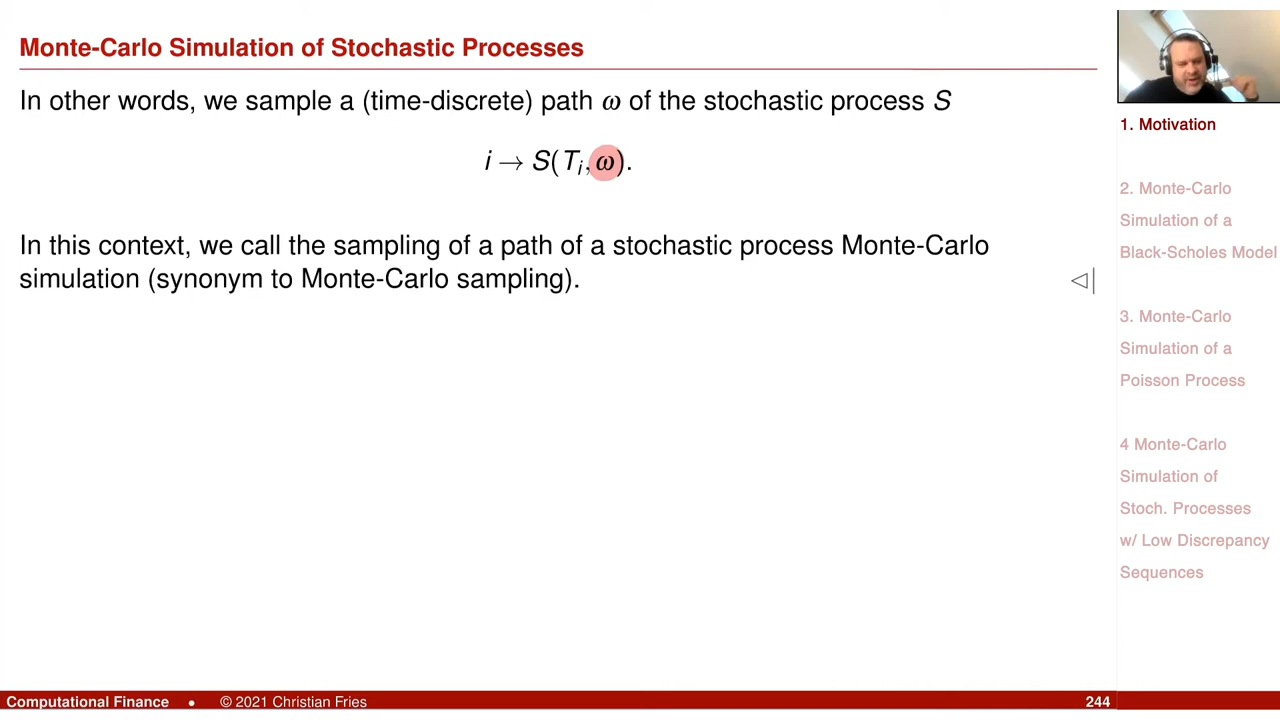 Monte-Carlo Simulation of Stochastic Processes
In other words, we sample a (time-discrete) path ω of the stochastic process S
i → S(Tᵢ, ω).
In this context, we call the sampling of a path of a stochastic process Monte-Carlo
simulation (synonym to Monte-Carlo sampling).
◁|
1. Motivation
2. Monte-Carlo
Simulation of a
Black-Scholes Model
3. Monte-Carlo
Simulation of a
Poisson Process
4 Monte-Carlo
Simulation of
Stoch. Processes
w/ Low Discrepancy
Sequences
Computational Finance • © 2021 Christian Fries 244